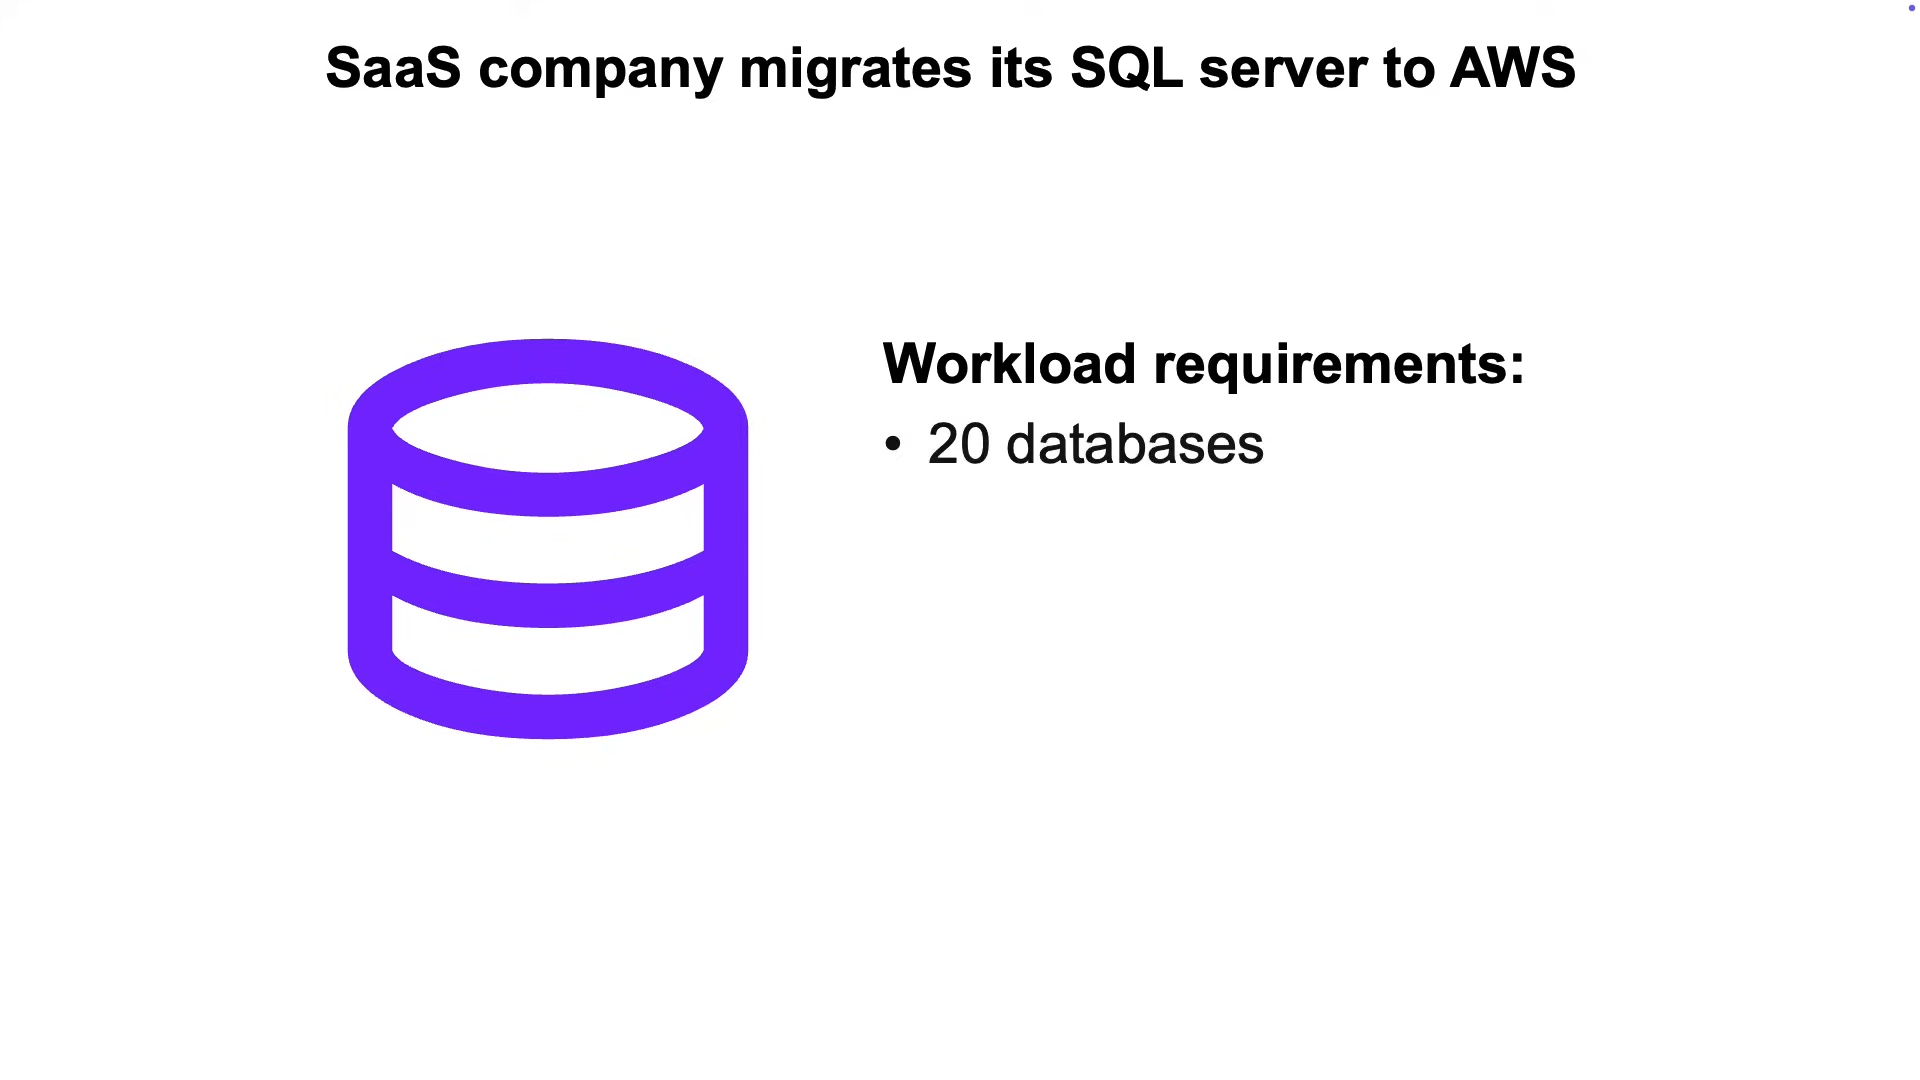 SaaS company migrates its SQL server to AWS
Workload requirements:
• 20 databases